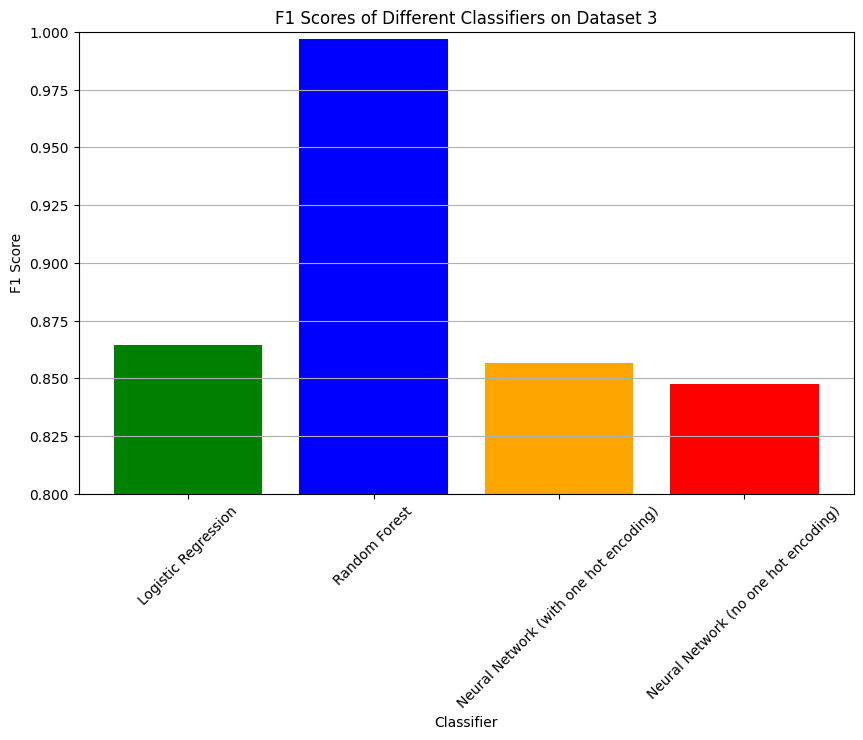 F1 Scores of Different Classifiers on Dataset 3
1.000
0.975
0.950
0.925
0.900
0.875
0.850
0.825
0.800
F1 Score
Logistic Regression
Random Forest
Neural Network (with one hot encoding)
Neural Network (no one hot encoding)
Classifier